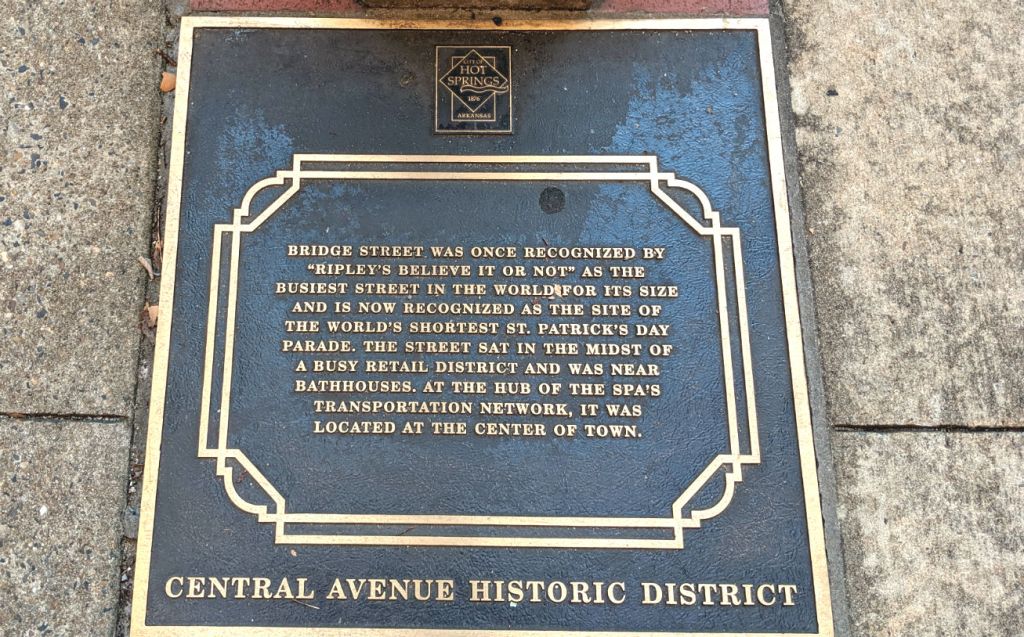 CITY OF
HOT
SPRINGS
1876
ARKANSAS
BRIDGE STREET WAS ONCE RECOGNIZED BY
“RIPLEY’S BELIEVE IT OR NOT” AS THE
BUSIEST STREET IN THE WORLD FOR ITS SIZE
AND IS NOW RECOGNIZED AS THE SITE OF
THE WORLD’S SHORTEST ST. PATRICK’S DAY
PARADE. THE STREET SAT IN THE MIDST OF
A BUSY RETAIL DISTRICT AND WAS NEAR
BATHHOUSES. AT THE HUB OF THE SPA’S
TRANSPORTATION NETWORK, IT WAS
LOCATED AT THE CENTER OF TOWN.
CENTRAL AVENUE HISTORIC DISTRICT